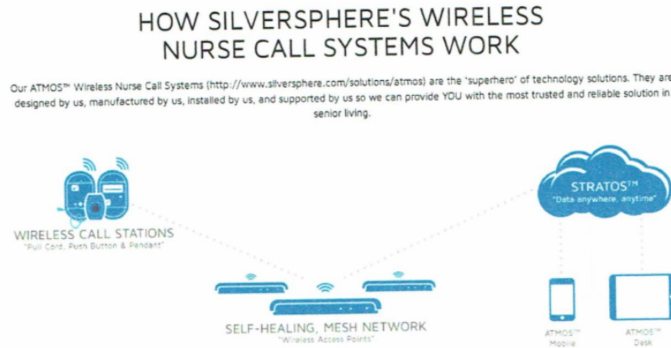 HOW SILVERSPHERE'S WIRELESS
NURSE CALL SYSTEMS WORK
Our ATMOS™ Wireless Nurse Call Systems (http://www.silversphere.com/solutions/atmos) are the 'superhero' of technology solutions. They are
designed by us, manufactured by us, installed by us, and supported by us so we can provide YOU with the most trusted and reliable solution in
senior living.
STRATOS™
"Data anywhere, anytime"
WIRELESS CALL STATIONS
"Pull Cord, Push Button & Pendant"
SELF-HEALING, MESH NETWORK
"Wireless Access Points"
ATMOS™
Mobile
ATMOS™
Desk